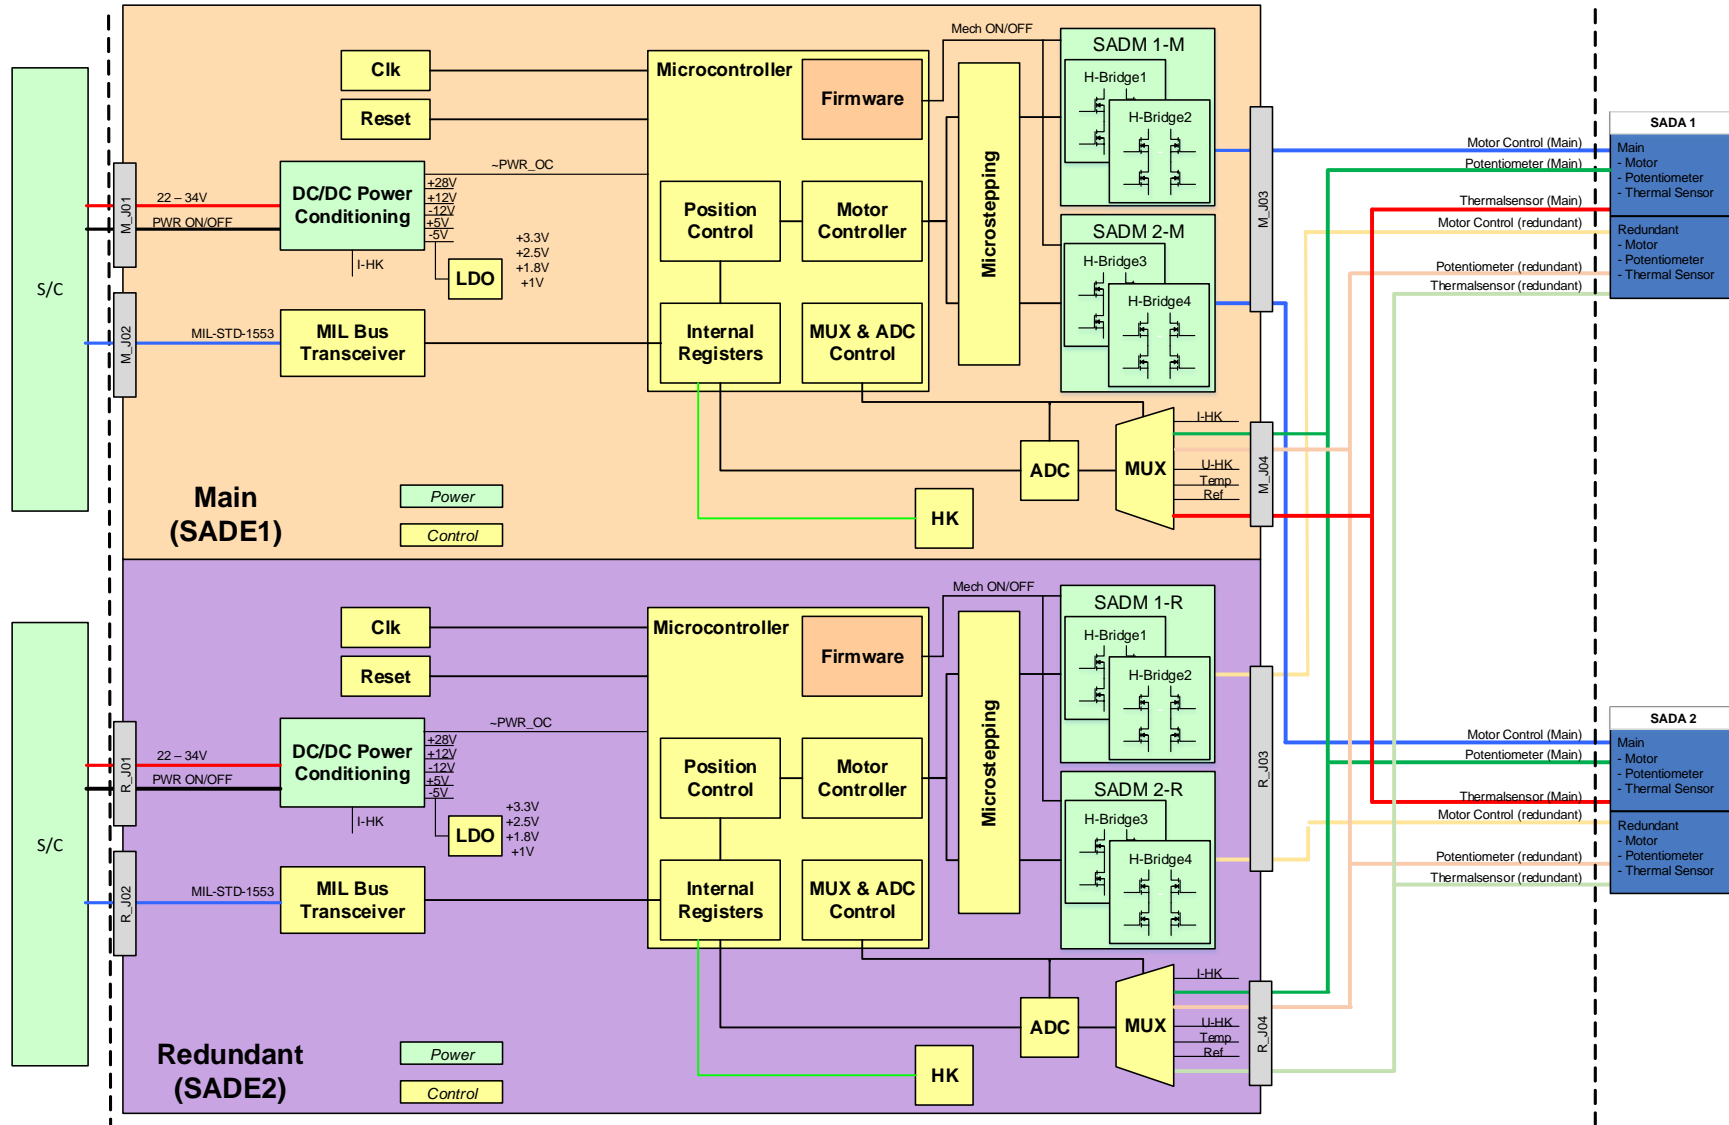 S/C
M_J01
22 – 34V
PWR ON/OFF
M_J02
MIL-STD-1553
Clk
Reset
DC/DC Power
Conditioning
~PWR_OC
+28V
+12V
-12V
+5V
-5V
I-HK
LDO
+3.3V
+2.5V
+1.8V
+1V
MIL Bus
Transceiver
Microcontroller
Firmware
Position
Control
Motor
Controller
Internal
Registers
MUX & ADC
Control
Microstepping
Mech ON/OFF
SADM 1-M
H-Bridge1
H-Bridge2
SADM 2-M
H-Bridge3
H-Bridge4
M_J03
ADC
MUX
I-HK
U-HK
Temp
Ref
M_J04
HK
Main
(SADE1)
Power
Control
Motor Control (Main)
Potentiometer (Main)
Thermalsensor (Main)
Motor Control (redundant)
Potentiometer (redundant)
Thermalsensor (redundant)
SADA 1
Main
- Motor
- Potentiometer
- Thermal Sensor
Redundant
- Motor
- Potentiometer
- Thermal Sensor
S/C
R_J01
22 – 34V
PWR ON/OFF
R_J02
MIL-STD-1553
Clk
Reset
DC/DC Power
Conditioning
~PWR_OC
+28V
+12V
-12V
+5V
-5V
I-HK
LDO
+3.3V
+2.5V
+1.8V
+1V
MIL Bus
Transceiver
Microcontroller
Firmware
Position
Control
Motor
Controller
Internal
Registers
MUX & ADC
Control
Microstepping
Mech ON/OFF
SADM 1-R
H-Bridge1
H-Bridge2
SADM 2-R
H-Bridge3
H-Bridge4
R_J03
ADC
MUX
I-HK
U-HK
Temp
Ref
R_J04
HK
Redundant
(SADE2)
Power
Control
Motor Control (Main)
Potentiometer (Main)
Thermalsensor (Main)
Motor Control (redundant)
Potentiometer (redundant)
Thermalsensor (redundant)
SADA 2
Main
- Motor
- Potentiometer
- Thermal Sensor
Redundant
- Motor
- Potentiometer
- Thermal Sensor